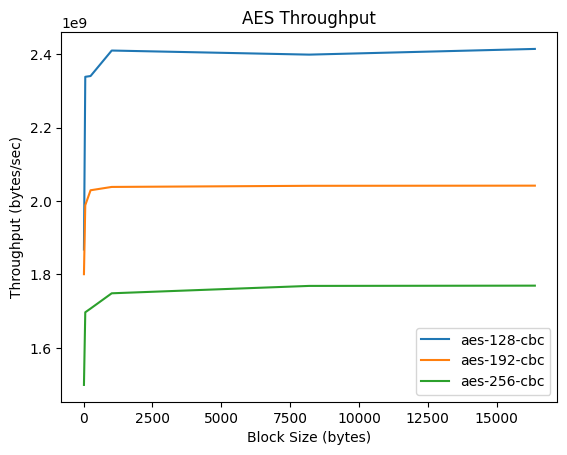 AES Throughput
1e9
2.4
2.2
2.0
1.8
1.6
Throughput (bytes/sec)
0
2500
5000
7500
10000
12500
15000
Block Size (bytes)
aes-128-cbc
aes-192-cbc
aes-256-cbc